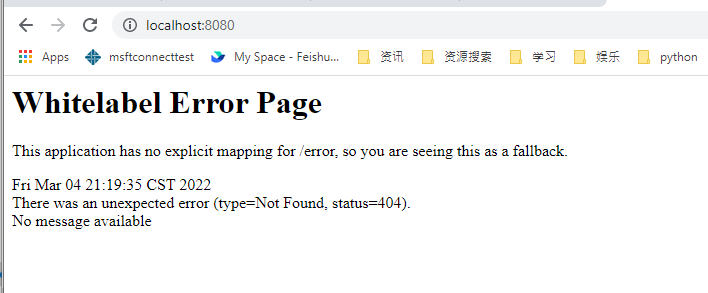 localhost:8080
Apps msftconnecttest My Space - Feishu... 资讯 资源搜索 学习 娱乐 python
Whitelabel Error Page
This application has no explicit mapping for /error, so you are seeing this as a fallback.
Fri Mar 04 21:19:35 CST 2022
There was an unexpected error (type=Not Found, status=404).
No message available